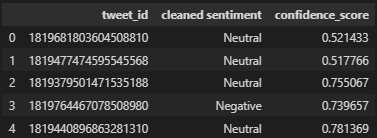 tweet_id cleaned sentiment confidence_score
0 1819681803604508810 Neutral 0.521433
1 1819477474595545568 Neutral 0.517766
2 1819379501471535188 Neutral 0.755067
3 1819764467078508980 Negative 0.739657
4 1819440896863281310 Neutral 0.781369